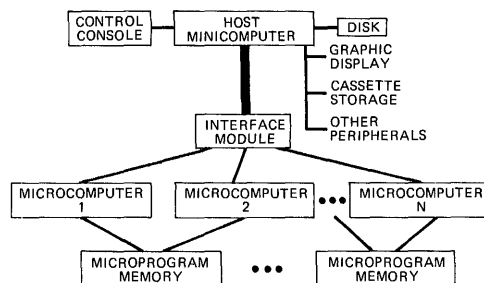 CONTROL
CONSOLE
HOST
MINICOMPUTER
DISK
GRAPHIC
DISPLAY
CASSETTE
STORAGE
OTHER
PERIPHERALS
INTERFACE
MODULE
MICROCOMPUTER
1
MICROCOMPUTER
2
MICROCOMPUTER
N
MICROPROGRAM
MEMORY
MICROPROGRAM
MEMORY